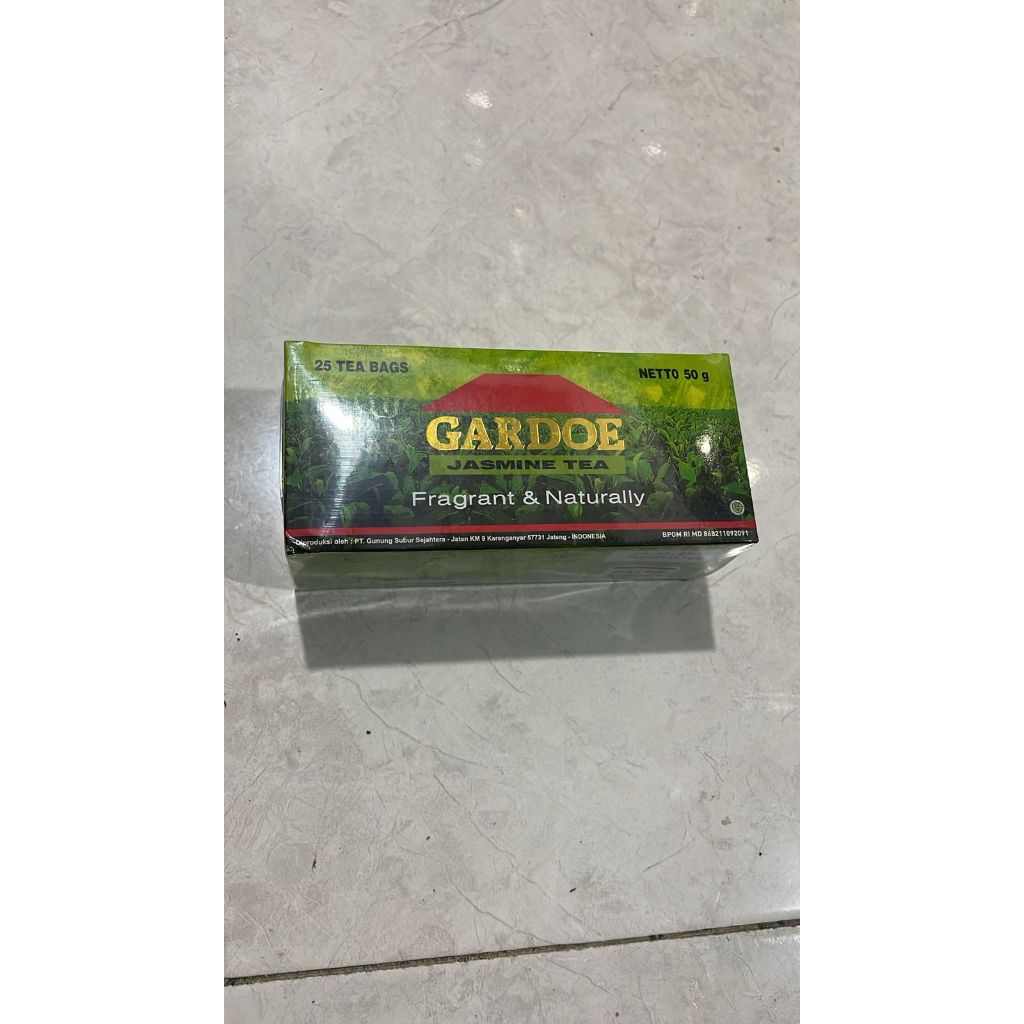 25 TEA BAGS
NETTO 50 g
GARDOE
JASMINE TEA
Fragrant & Naturally
Diproduksi oleh : PT. Gunung Subur Sejahtera - Jaten KM 9 Karanganyar 57731 Jateng - INDONESIA
BPOM RI MD 868211092091